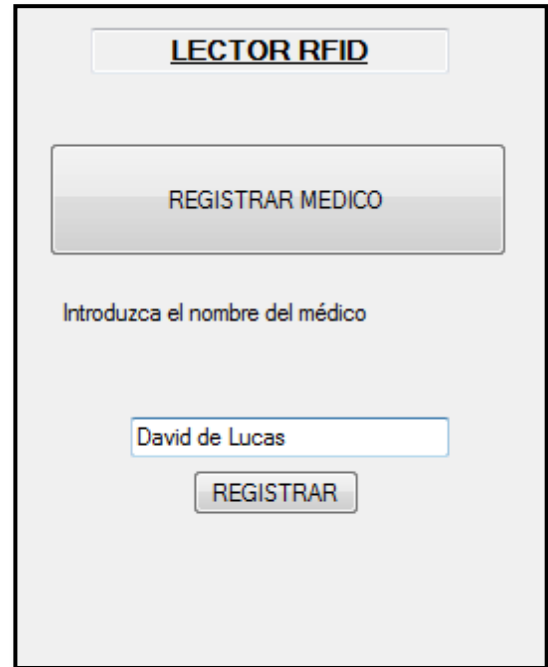 LECTOR RFID
REGISTRAR MEDICO
Introduzca el nombre del médico
David de Lucas
REGISTRAR